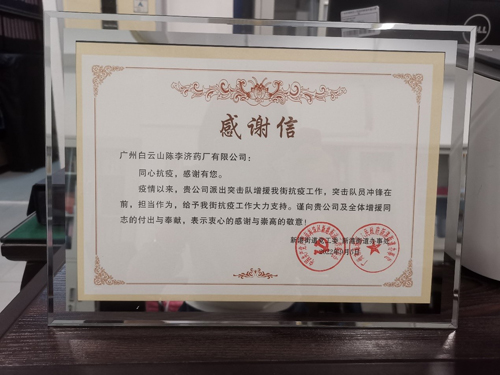 感谢信
广州白云山陈李济药厂有限公司：
同心抗疫，感谢有您。
疫情以来，贵公司派出突击队增援我街抗疫工作，突击队员冲锋在
前，担当作为，给予我街抗疫工作大力支持。谨向贵公司及全体增援同
志的付出与奉献，表示衷心的感谢与崇高的敬意！
DELL